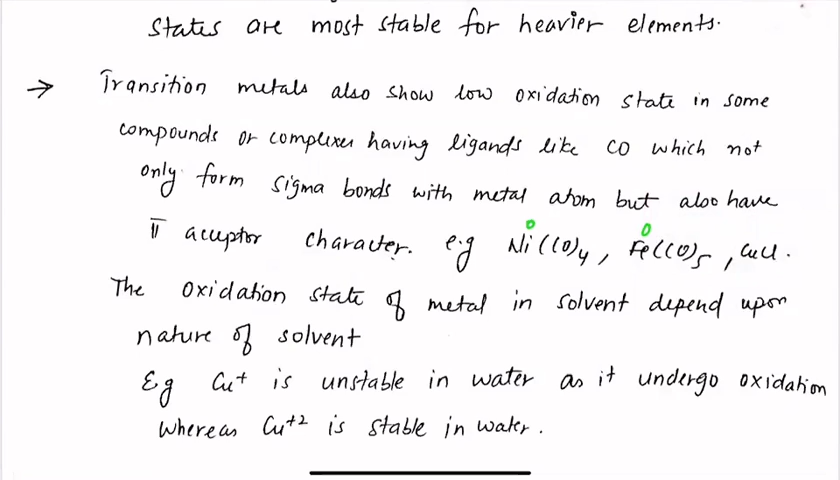 States are most stable for heavier elements.
→ Transition metals also show low oxidation state in some
compounds or complexes having ligands like CO which not
only form sigma bonds with metal atom but also have
π acceptor character. e.g Ni(CO)4, Fe(CO)5, CuCl.
The oxidation state of metal in solvent depend upon
nature of solvent
Eg Cu+ is unstable in water as it undergo oxidation
whereas Cu+2 is stable in water.